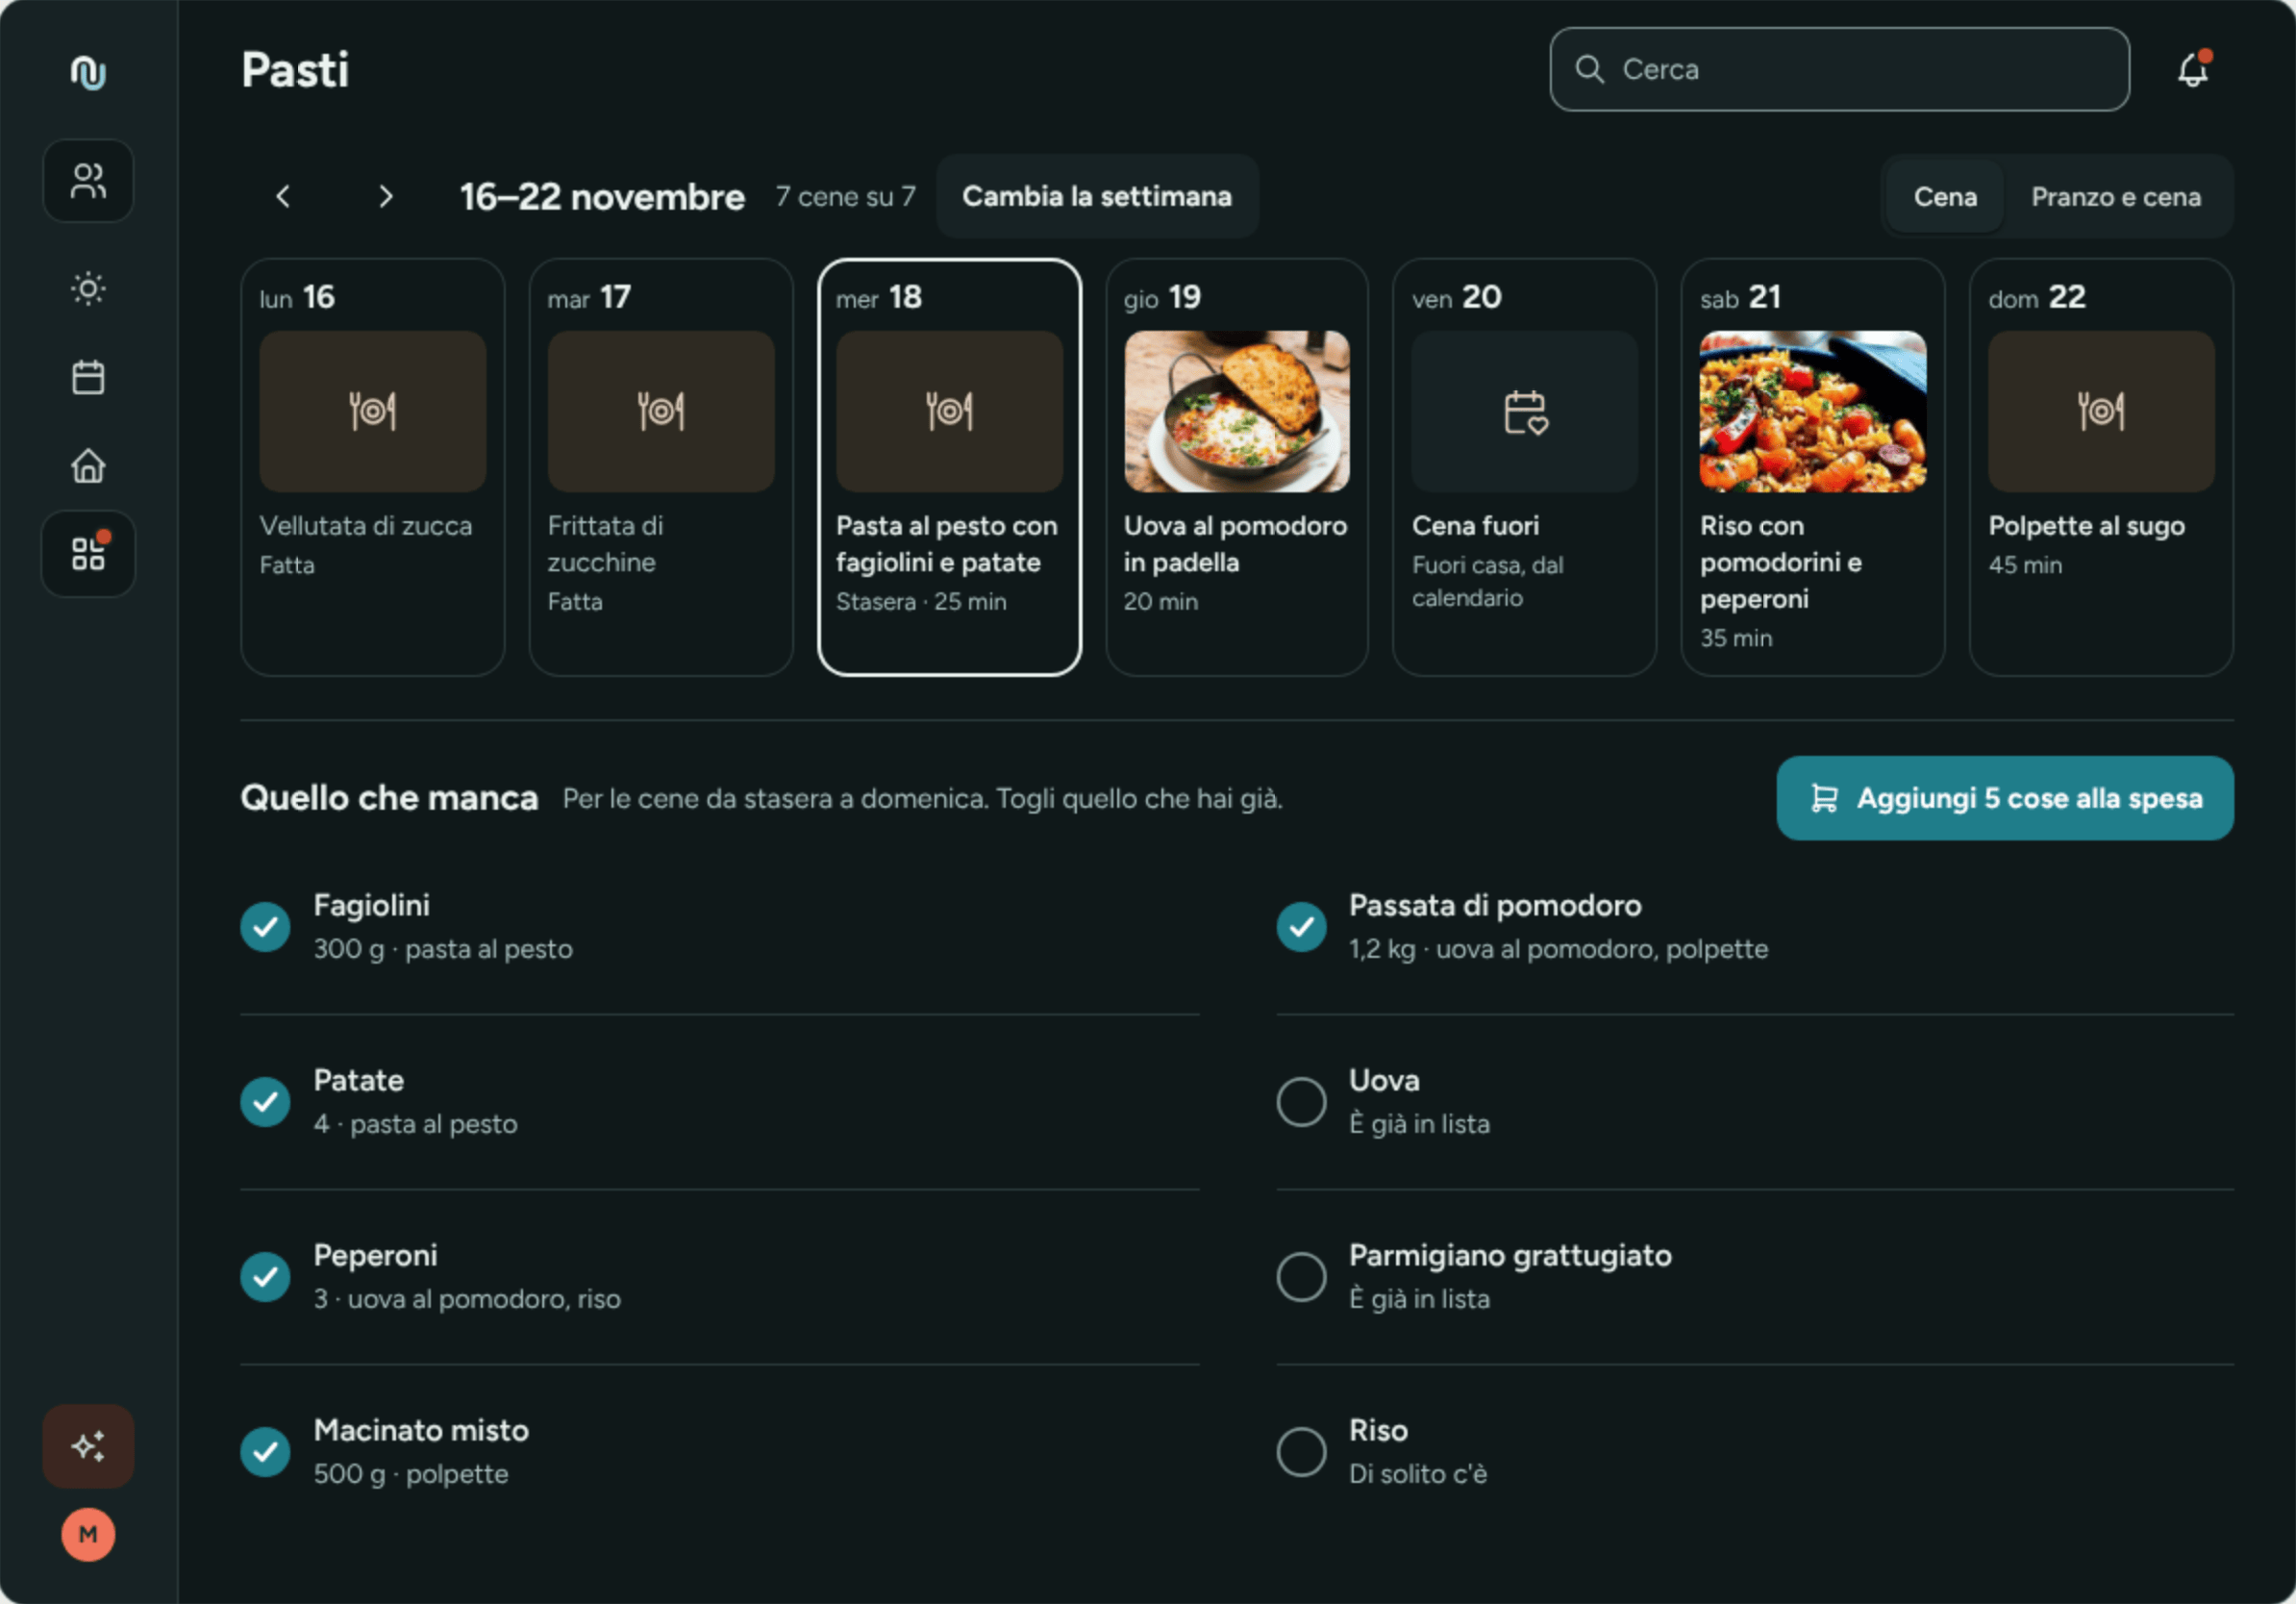 Pasti
Cerca
16–22 novembre
7 cene su 7
Cambia la settimana
Cena
Pranzo e cena
lun 16
Vellutata di zucca
Fatta
mar 17
Frittata di
zucchine
Fatta
mer 18
Pasta al pesto con
fagiolini e patate
Stasera · 25 min
gio 19
Uova al pomodoro
in padella
20 min
ven 20
Cena fuori
Fuori casa, dal
calendario
sab 21
Riso con
pomodorini e
peperoni
35 min
dom 22
Polpette al sugo
45 min
Quello che manca
Per le cene da stasera a domenica. Togli quello che hai già.
Aggiungi 5 cose alla spesa
Fagiolini
300 g · pasta al pesto
Patate
4 · pasta al pesto
Peperoni
3 · uova al pomodoro, riso
Macinato misto
500 g · polpette
Passata di pomodoro
1,2 kg · uova al pomodoro, polpette
Uova
È già in lista
Parmigiano grattugiato
È già in lista
Riso
Di solito c'è
M